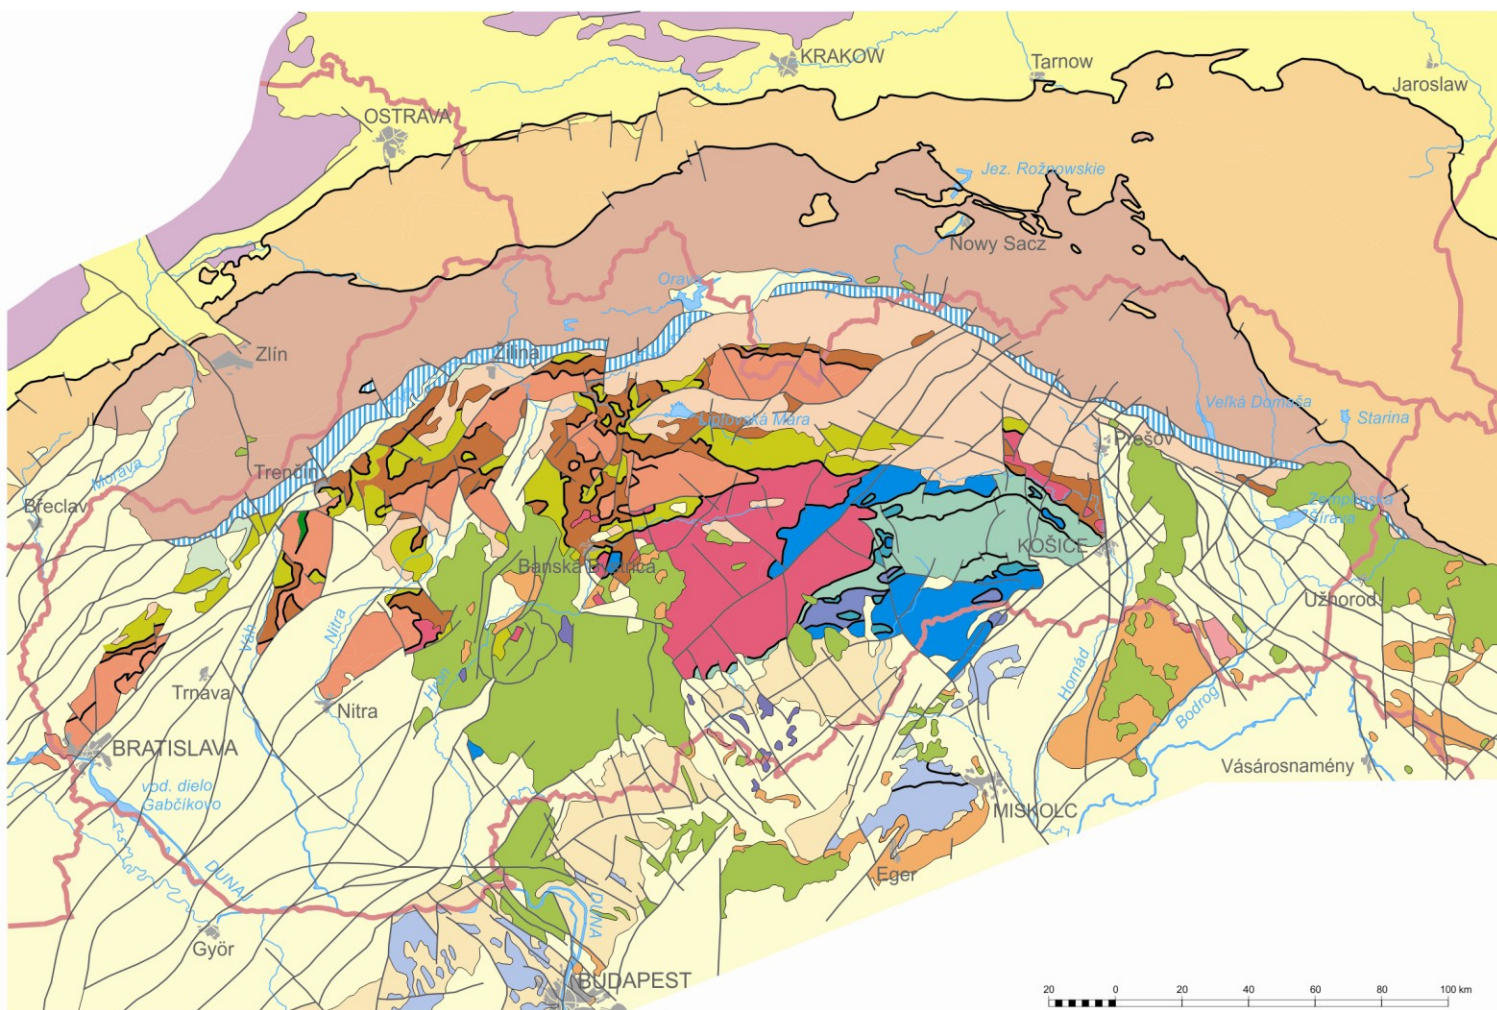 KRAKOW
Tarnow
Jaroslaw
OSTRAVA
Jez. Rožnowskie
Nowy Sacz
Orava
Zlín
Žilina
Liptovská Mara
Veľká Domaša
Starina
Prešov
Morava
Trenčín
Břeclav
Zemplínska
Šírava
KOŠICE
Banská Bystrica
Užhorod
Váh
Nitra
Hron
Hornád
Bodrog
Trnava
Nitra
BRATISLAVA
vod. dielo
Gabčíkovo
Vásárosnamény
MISKOLC
DUNAJ
Eger
DUNA
Győr
BUDAPEST
20 0 20 40 60 80 100 km